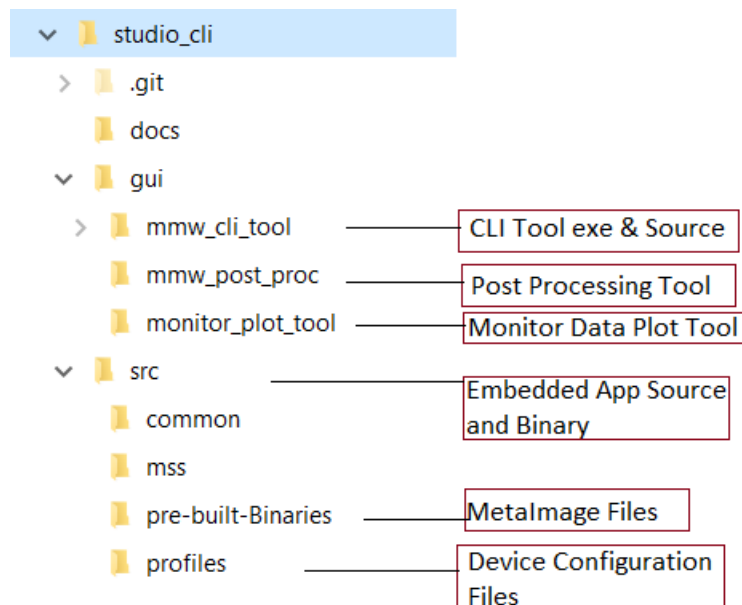 studio_cli
.git
docs
gui
mmw_cli_tool
CLI Tool exe & Source
mmw_post_proc
Post Processing Tool
monitor_plot_tool
Monitor Data Plot Tool
src
Embedded App Source
and Binary
common
mss
pre-built-Binaries
MetaImage Files
profiles
Device Configuration
Files